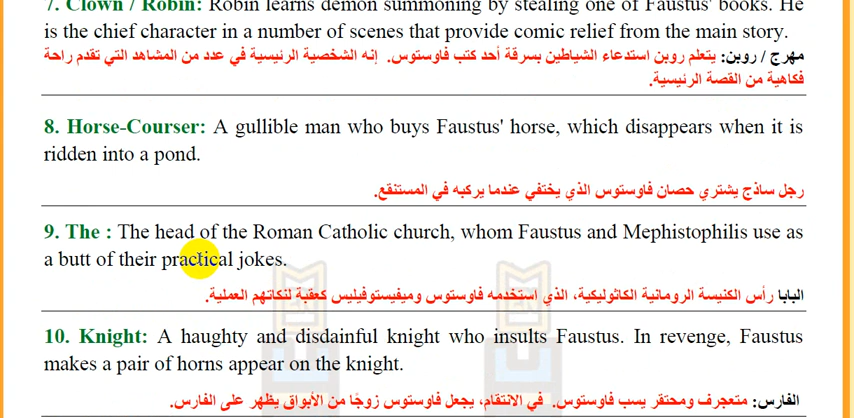 7. Clown / Robin: Robin learns demon summoning by stealing one of Faustus' books. He
is the chief character in a number of scenes that provide comic relief from the main story.
مهرج / روبن: يتعلم روبن استدعاء الشياطين بسرقة أحد كتب فاوستوس. إنه الشخصية الرئيسية في عدد من المشاهد التي تقدم راحة
فكاهية من القصة الرئيسية.
8. Horse-Courser: A gullible man who buys Faustus' horse, which disappears when it is
ridden into a pond.
رجل ساذج يشتري حصان فاوستوس الذي يختفي عندما يركبه في المستنقع.
9. The : The head of the Roman Catholic church, whom Faustus and Mephistophilis use as
a butt of their practical jokes.
البابا رأس الكنيسة الرومانية الكاثوليكية، الذي استخدمه فاوستوس وميفيستوفيليس كعقبة لنكاتهم العملية.
10. Knight: A haughty and disdainful knight who insults Faustus. In revenge, Faustus
makes a pair of horns appear on the knight.
الفارس: متعجرف ومحتقر يسب فاوستوس. في الانتقام، يجعل فاوستوس زوجًا من الأبواق يظهر على الفارس.